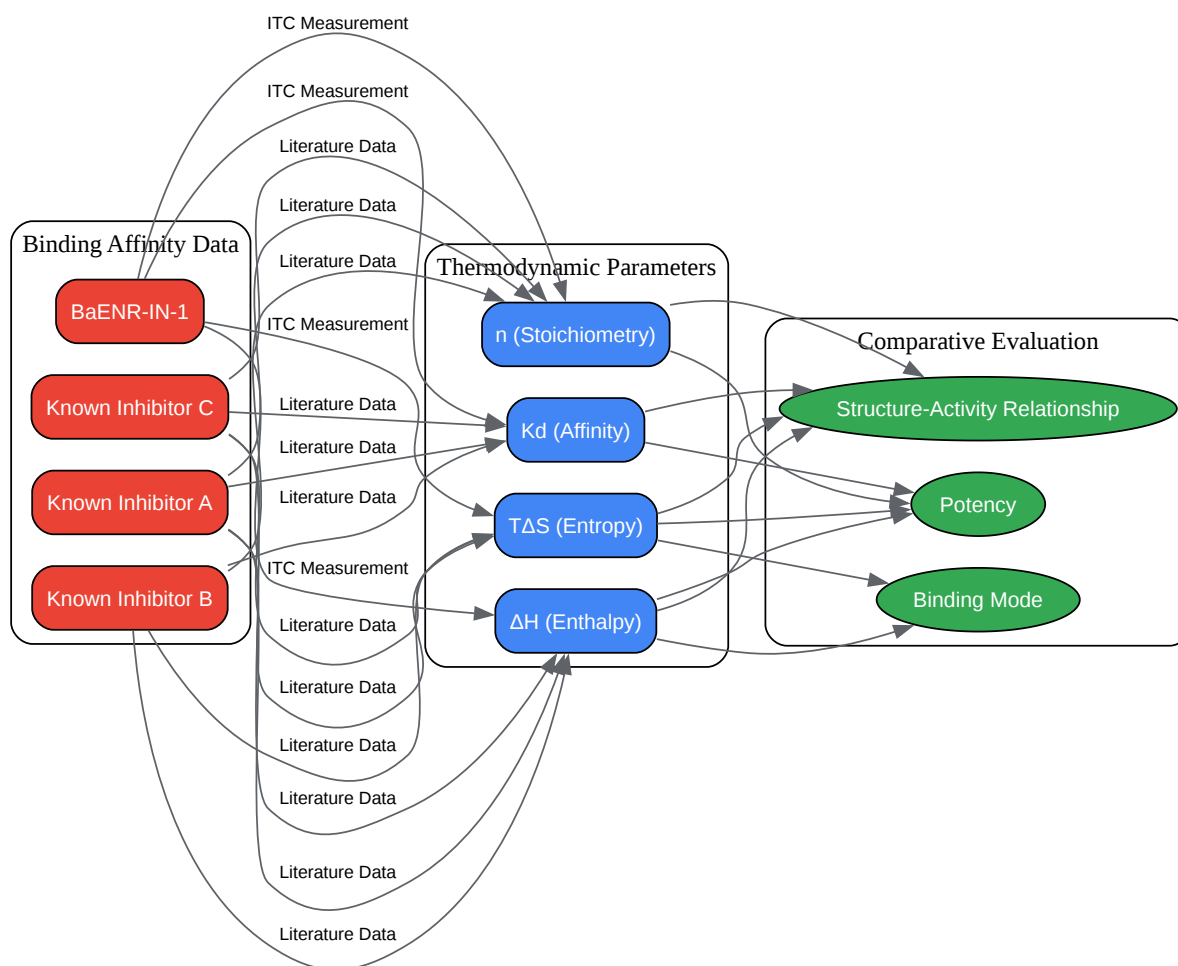 ITC Measurement
ITC Measurement
Literature Data
Literature Data
Literature Data
ITC Measurement
Literature Data
Literature Data
Literature Data
ITC Measurement
Literature Data
Literature Data
Literature Data
Literature Data
Literature Data
Literature Data
Binding Affinity Data
BaENR-IN-1
Known Inhibitor C
Known Inhibitor A
Known Inhibitor B
Thermodynamic Parameters
n (Stoichiometry)
Kd (Affinity)
TΔS (Entropy)
ΔH (Enthalpy)
Comparative Evaluation
Structure-Activity Relationship
Potency
Binding Mode